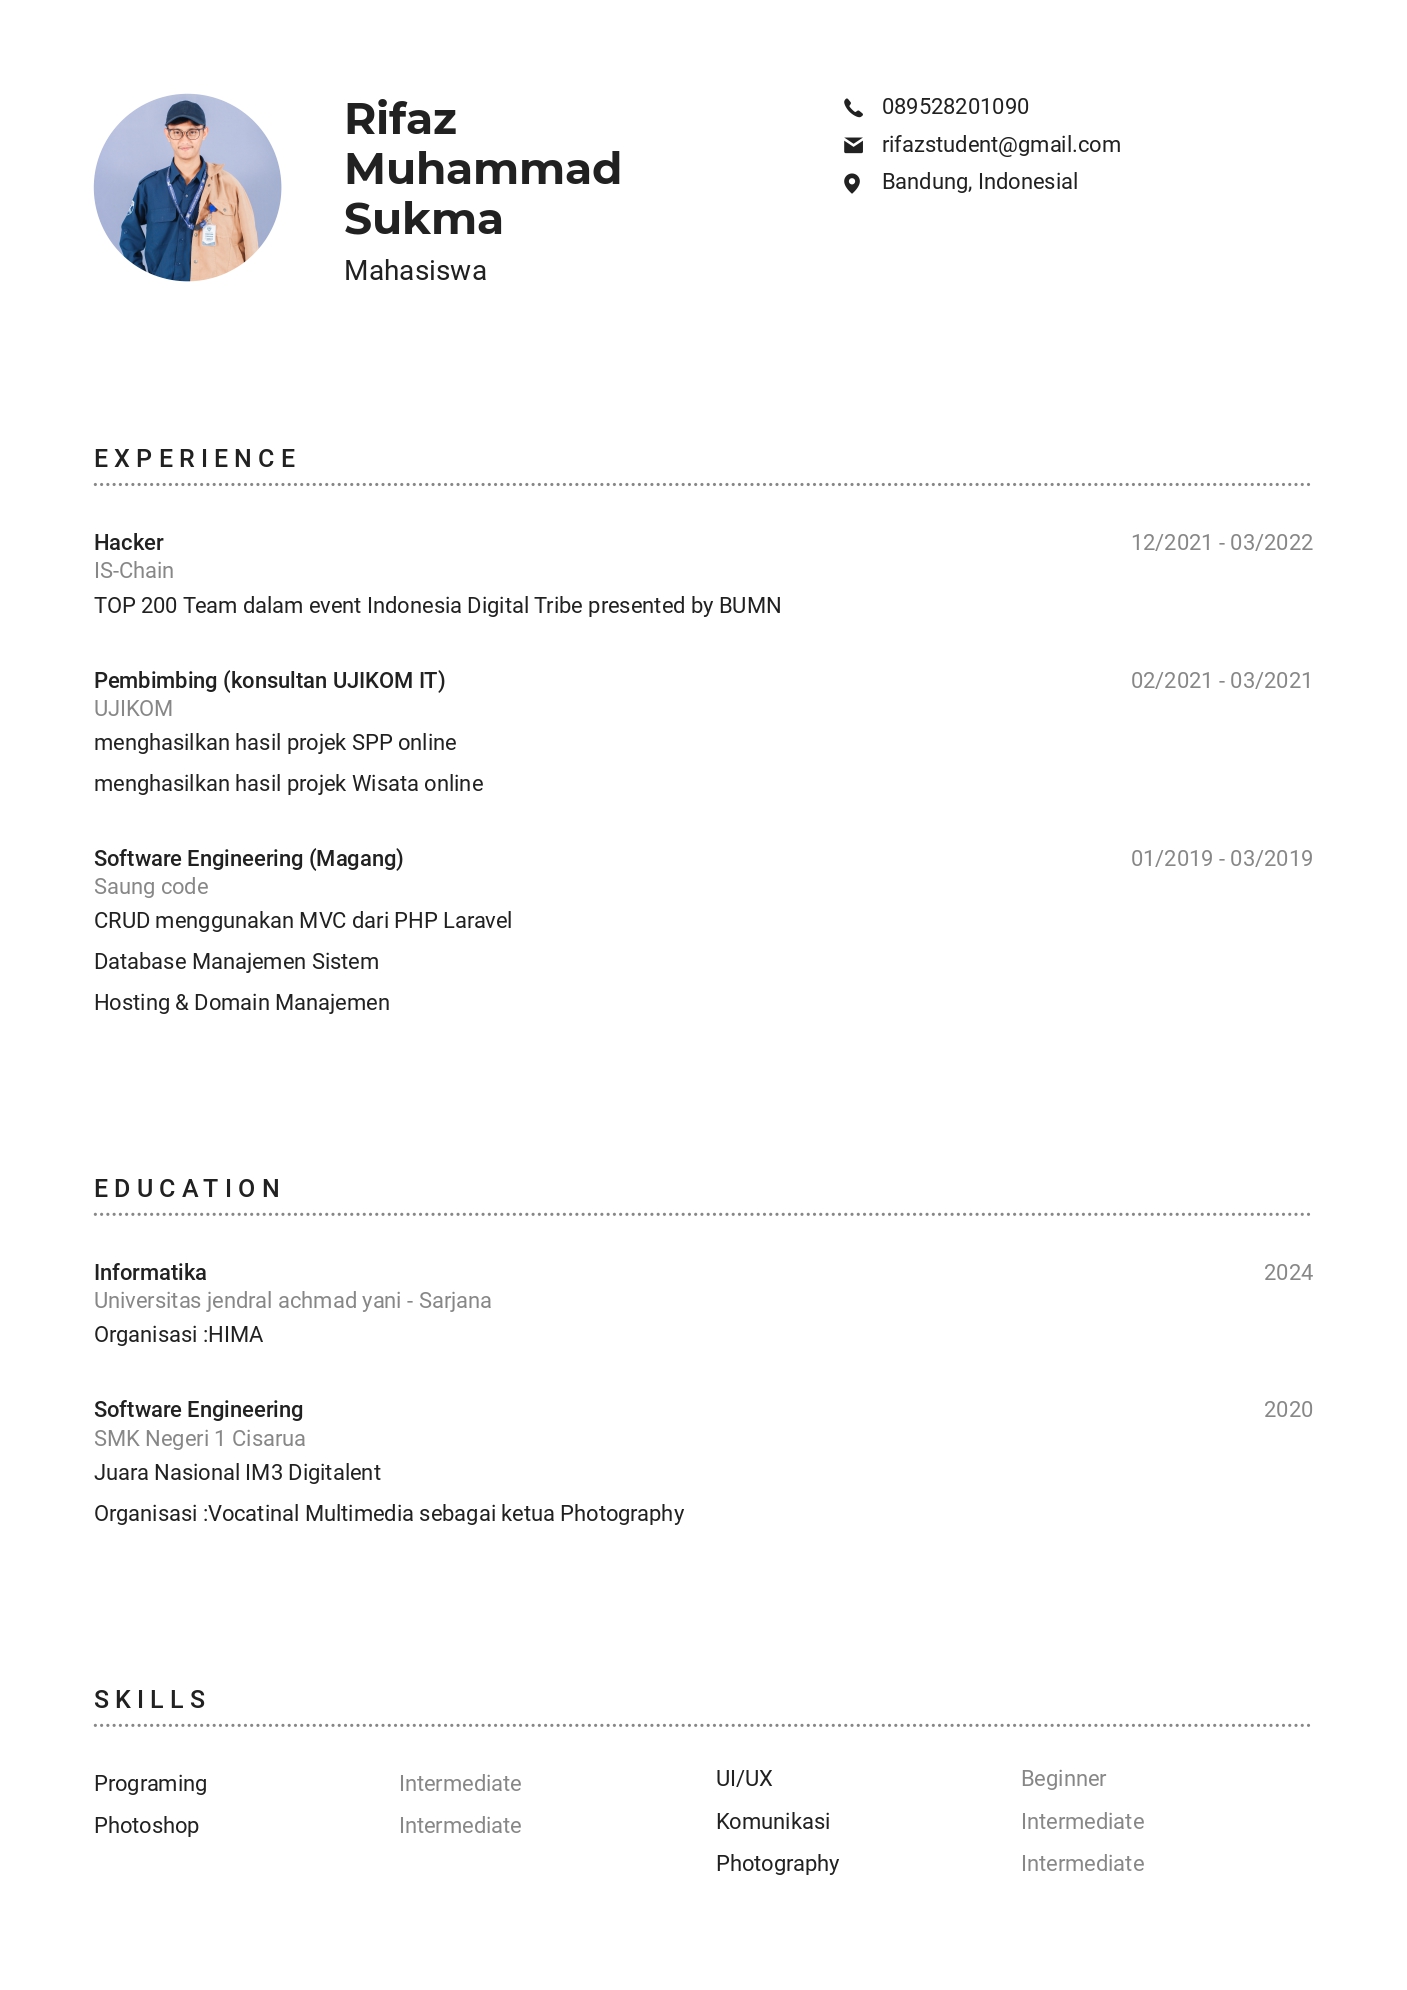 Rifaz
Muhammad
Sukma
Mahasiswa
089528201090
rifazstudent@gmail.com
Bandung, Indonesial
EXPERIENCE
Hacker 12/2021 - 03/2022
IS-Chain
TOP 200 Team dalam event Indonesia Digital Tribe presented by BUMN
Pembimbing (konsultan UJIKOM IT) 02/2021 - 03/2021
UJIKOM
menghasilkan hasil projek SPP online
menghasilkan hasil projek Wisata online
Software Engineering (Magang) 01/2019 - 03/2019
Saung code
CRUD menggunakan MVC dari PHP Laravel
Database Manajemen Sistem
Hosting & Domain Manajemen
EDUCATION
Informatika 2024
Universitas jendral achmad yani - Sarjana
Organisasi :HIMA
Software Engineering 2020
SMK Negeri 1 Cisarua
Juara Nasional IM3 Digitalent
Organisasi :Vocatinal Multimedia sebagai ketua Photography
SKILLS
Programing Intermediate
Photoshop Intermediate
UI/UX Beginner
Komunikasi Intermediate
Photography Intermediate